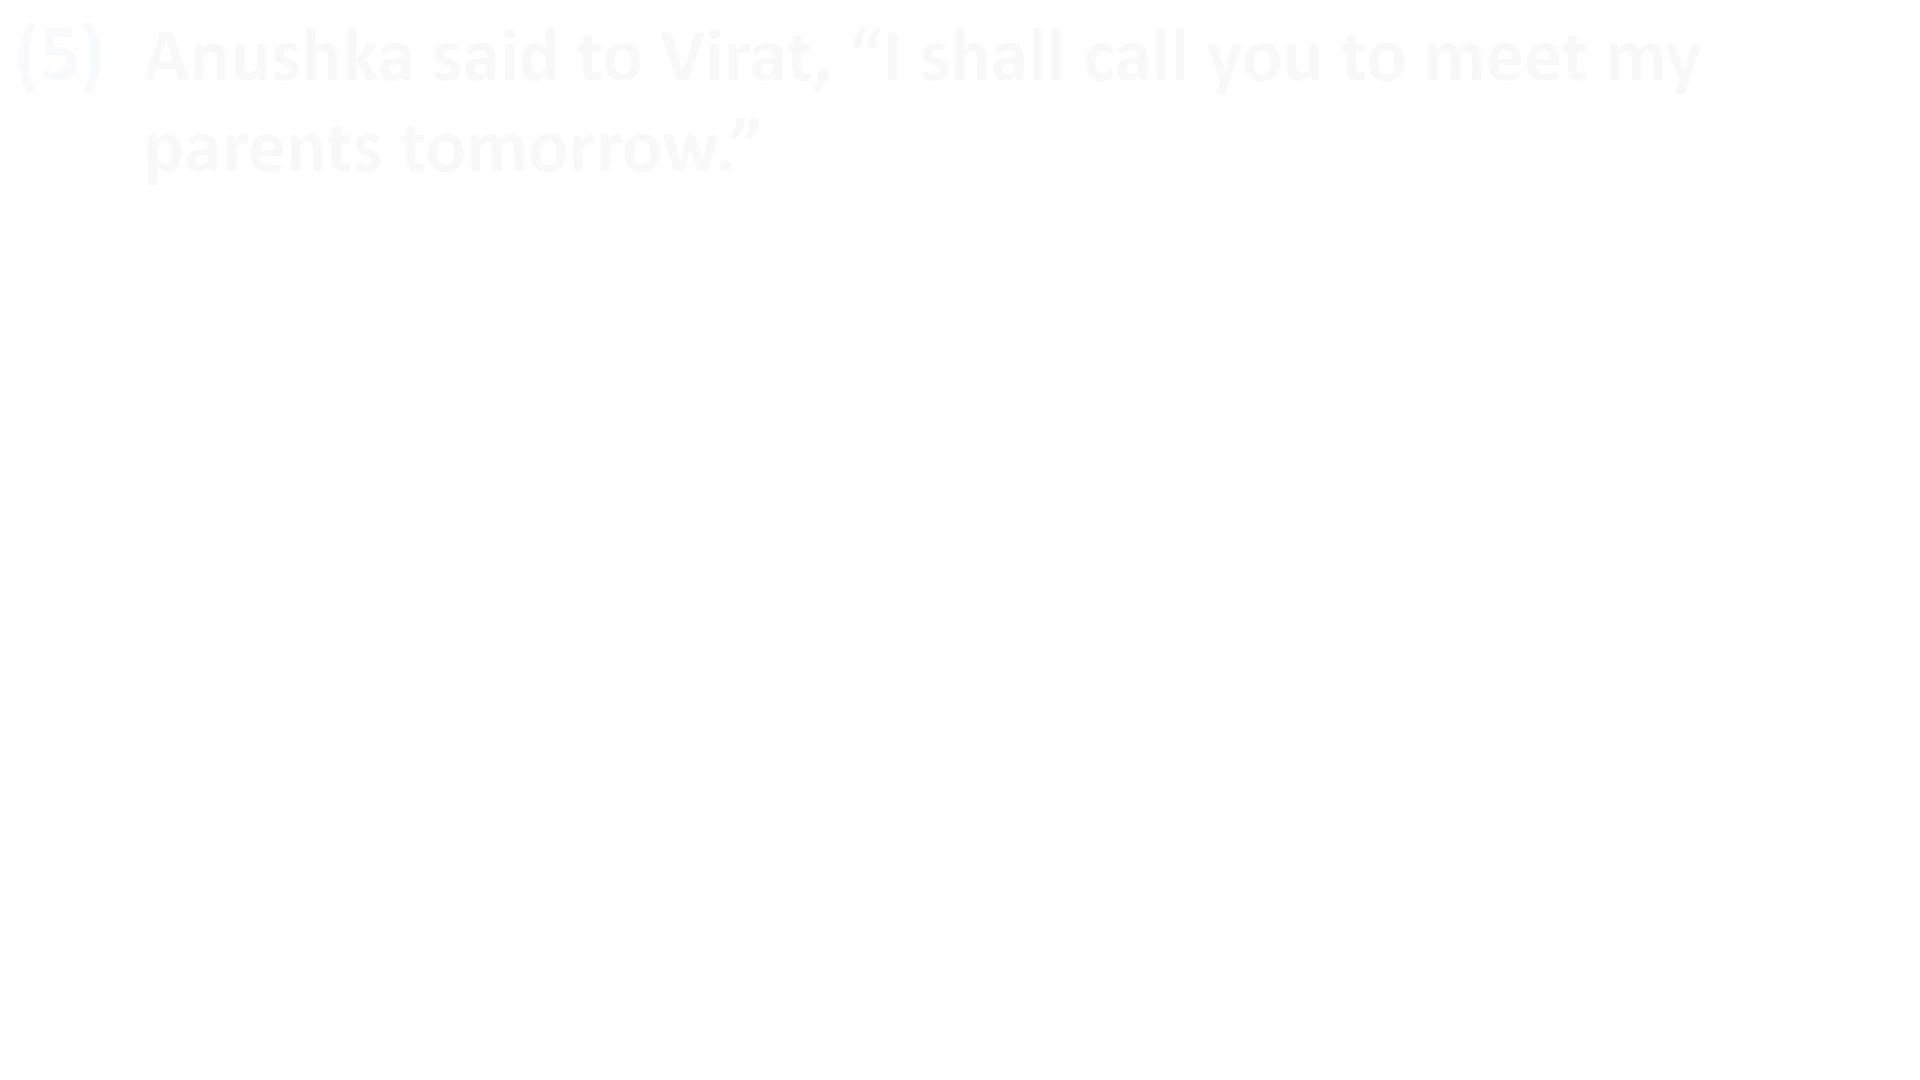 (5) Anushka said to Virat, “I shall call you to meet my
parents tomorrow.”